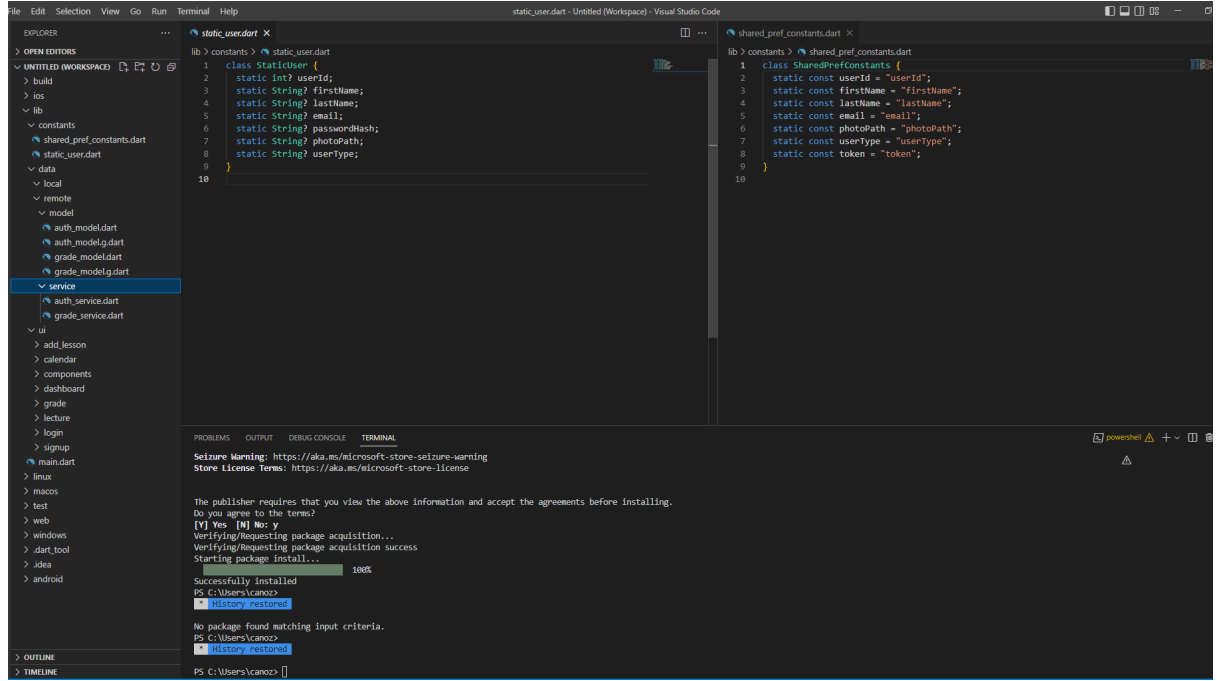 File Edit Selection View Go Run Terminal Help
static_user.dart - Untitled (Workspace) - Visual Studio Code
EXPLORER
OPEN EDITORS
UNTITLED (WORKSPACE)
build
ios
lib
constants
shared_pref_constants.dart
static_user.dart
data
local
remote
model
auth_model.dart
auth_model.g.dart
grade_model.dart
grade_model.g.dart
service
auth_service.dart
grade_service.dart
ui
add_lesson
calendar
components
dashboard
grade
lecture
login
signup
main.dart
linux
macos
test
web
windows
.dart_tool
.idea
android
OUTLINE
TIMELINE
static_user.dart
lib > constants > static_user.dart
1 class StaticUser {
2 static int? userId;
3 static String? firstName;
4 static String? lastName;
5 static String? email;
6 static String? passwordHash;
7 static String? photoPath;
8 static String? userType;
9 }
10
shared_pref_constants.dart
lib > constants > shared_pref_constants.dart
1 class SharedPrefConstants {
2 static const userId = "userId";
3 static const firstName = "firstName";
4 static const lastName = "lastName";
5 static const email = "email";
6 static const photoPath = "photoPath";
7 static const userType = "userType";
8 static const token = "token";
9 }
10
PROBLEMS OUTPUT DEBUG CONSOLE TERMINAL
powershell
Seizure Warning: https://aka.ms/microsoft-store-seizure-warning
Store License Terms: https://aka.ms/microsoft-store-license
The publisher requires that you view the above information and accept the agreements before installing.
Do you agree to the terms?
[Y] Yes [N] No: y
Verifying/Requesting package acquisition...
Verifying/Requesting package acquisition success
Starting package install...
100%
Successfully installed
PS C:\Users\canoz>
* History restored
No package found matching input criteria.
PS C:\Users\canoz>
* History restored
PS C:\Users\canoz>